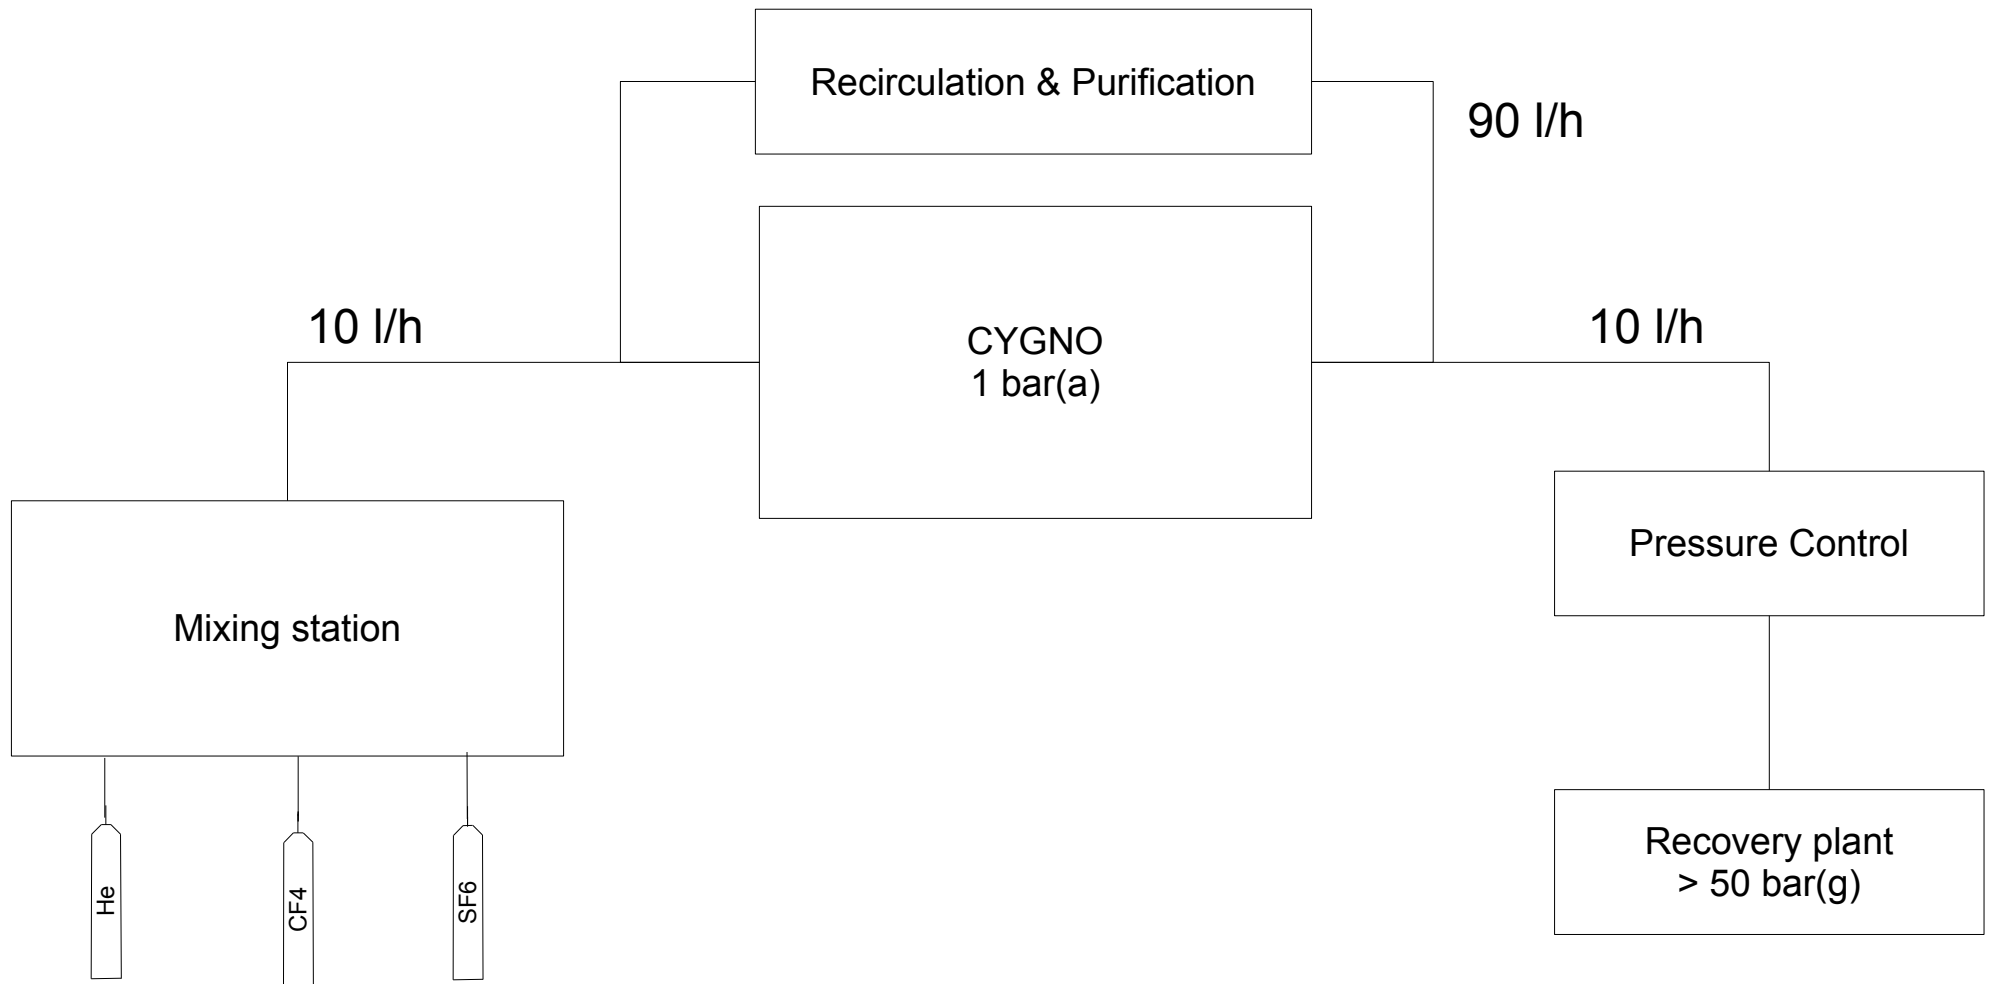 Recirculation & Purification
90 l/h
CYGNO
1 bar(a)
10 l/h
10 l/h
Pressure Control
Mixing station
Recovery plant
> 50 bar(g)
He
CF4
SF6